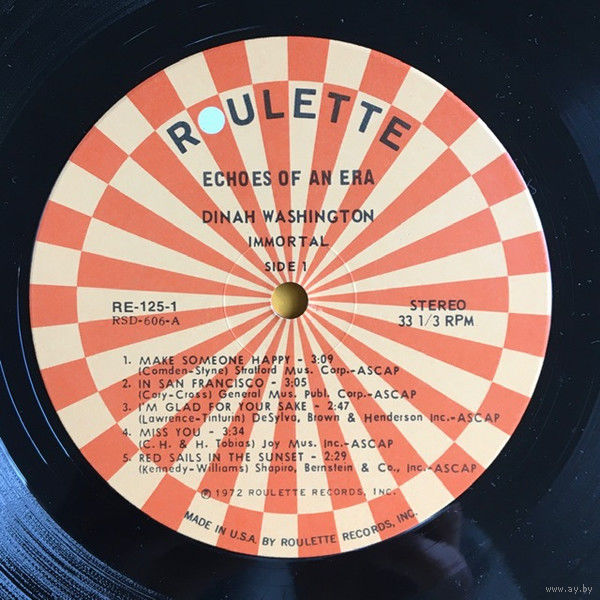 ROULETTE
ECHOES OF AN ERA
DINAH WASHINGTON
IMMORTAL
SIDE 1
RE-125-1
RSD-606-A
STEREO
33 1/3 RPM
1. MAKE SOMEONE HAPPY - 3:09
(Comden-Styne) Stratford Mus. Corp.-ASCAP
2. IN SAN FRANCISCO - 3:05
(Cory-Cross) General Mus. Publ. Corp.-ASCAP
3. I'M GLAD FOR YOUR SAKE - 2:47
(Lawrence-Tinturin) DeSylva, Brown & Henderson Inc.-ASCAP
4. MISS YOU - 3:34
(C. H. & H. Tobias) Joy Mus. Inc.-ASCAP
5. RED SAILS IN THE SUNSET - 2:29
(Kennedy-Williams) Shapiro, Bernstein & Co., Inc.-ASCAP
℗ 1972 ROULETTE RECORDS, INC.
MADE IN U.S.A. BY ROULETTE RECORDS, INC.
www.ay.by